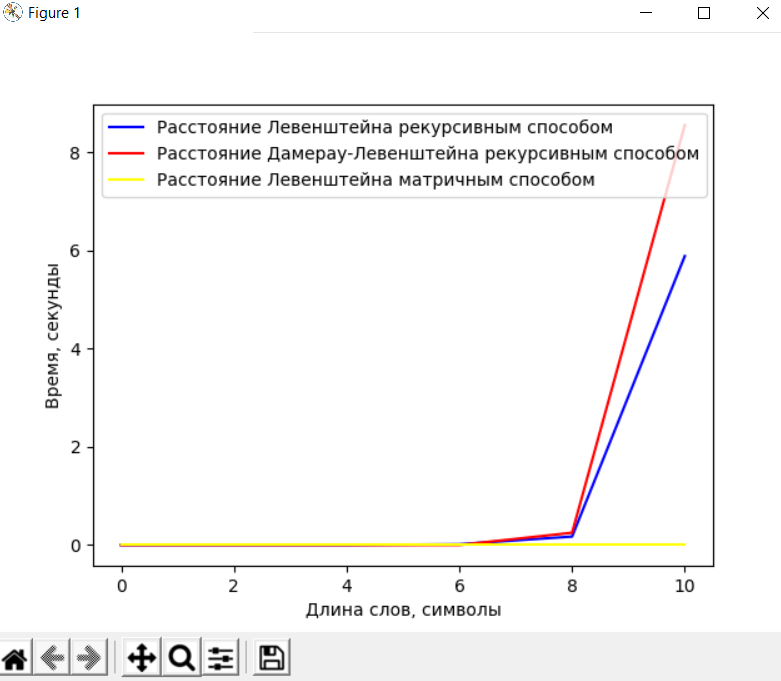 Figure 1
Расстояние Левенштейна рекурсивным способом
Расстояние Дамерау-Левенштейна рекурсивным способом
Расстояние Левенштейна матричным способом
Время, секунды
8
6
4
2
0
0 2 4 6 8 10
Длина слов, символы